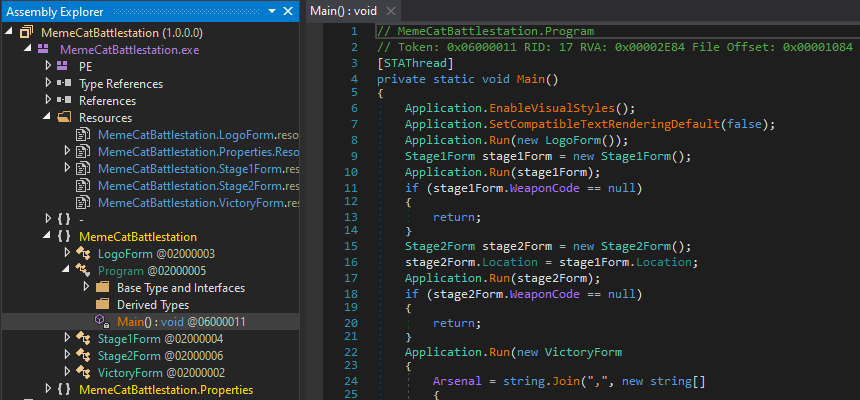 Assembly Explorer
MemeCatBattlestation (1.0.0.0)
MemeCatBattlestation.exe
PE
Type References
References
Resources
MemeCatBattlestation.LogoForm.reso
MemeCatBattlestation.Properties.Reso
MemeCatBattlestation.Stage1Form.res
MemeCatBattlestation.Stage2Form.res
MemeCatBattlestation.VictoryForm.res
{ } -
{ } MemeCatBattlestation
LogoForm @02000003
Program @02000005
Base Type and Interfaces
Derived Types
Main() : void @06000011
Stage1Form @02000004
Stage2Form @02000006
VictoryForm @02000002
{ } MemeCatBattlestation.Properties
Main() : void
1 // MemeCatBattlestation.Program
2 // Token: 0x06000011 RID: 17 RVA: 0x00002E84 File Offset: 0x00001084
3 [STAThread]
4 private static void Main()
5 {
6 Application.EnableVisualStyles();
7 Application.SetCompatibleTextRenderingDefault(false);
8 Application.Run(new LogoForm());
9 Stage1Form stage1Form = new Stage1Form();
10 Application.Run(stage1Form);
11 if (stage1Form.WeaponCode == null)
12 {
13 return;
14 }
15 Stage2Form stage2Form = new Stage2Form();
16 stage2Form.Location = stage1Form.Location;
17 Application.Run(stage2Form);
18 if (stage2Form.WeaponCode == null)
19 {
20 return;
21 }
22 Application.Run(new VictoryForm
23 {
24 Arsenal = string.Join(",", new string[]
25 {